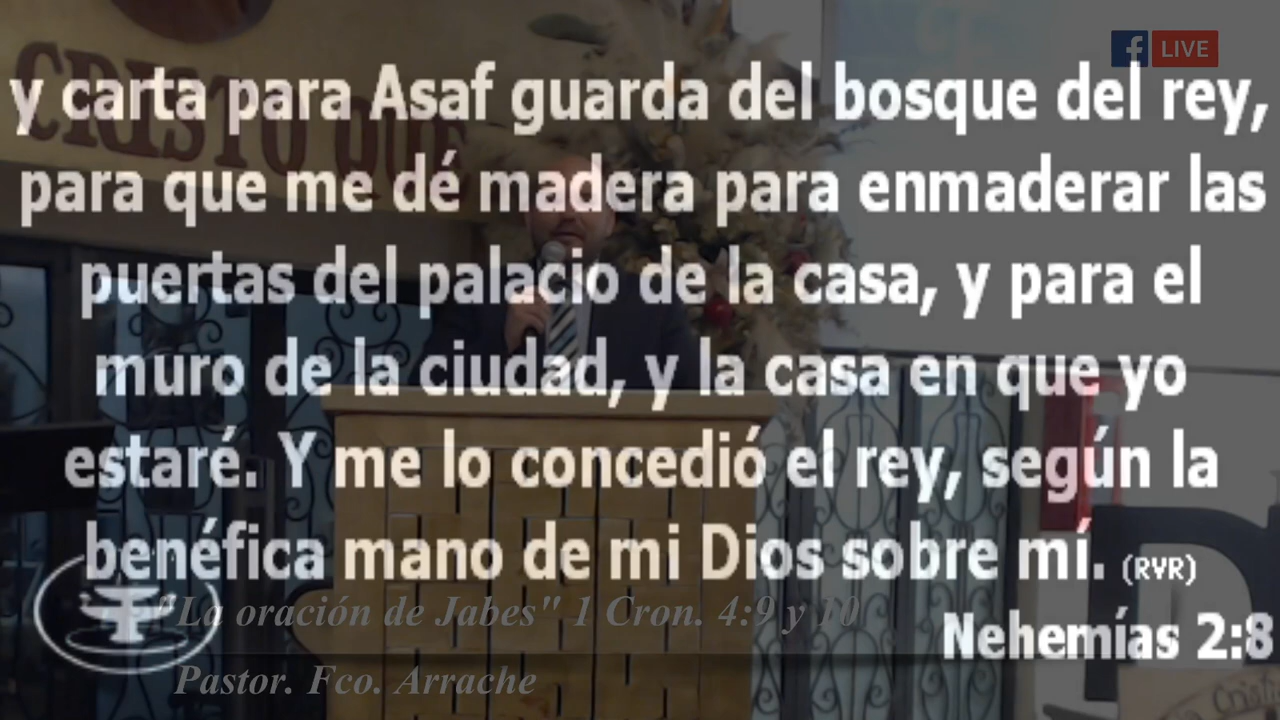 CRISTO QUE
LIVE
y carta para Asaf guarda del bosque del rey,
para que me dé madera para enmaderar las
puertas del palacio de la casa, y para el
muro de la ciudad, y la casa en que yo
estaré. Y me lo concedió el rey, según la
benéfica mano de mi Dios sobre mí. (RVR)
Nehemías 2:8
"La oración de Jabes" 1 Cron. 4:9 y 10
Pastor. Fco. Arrache